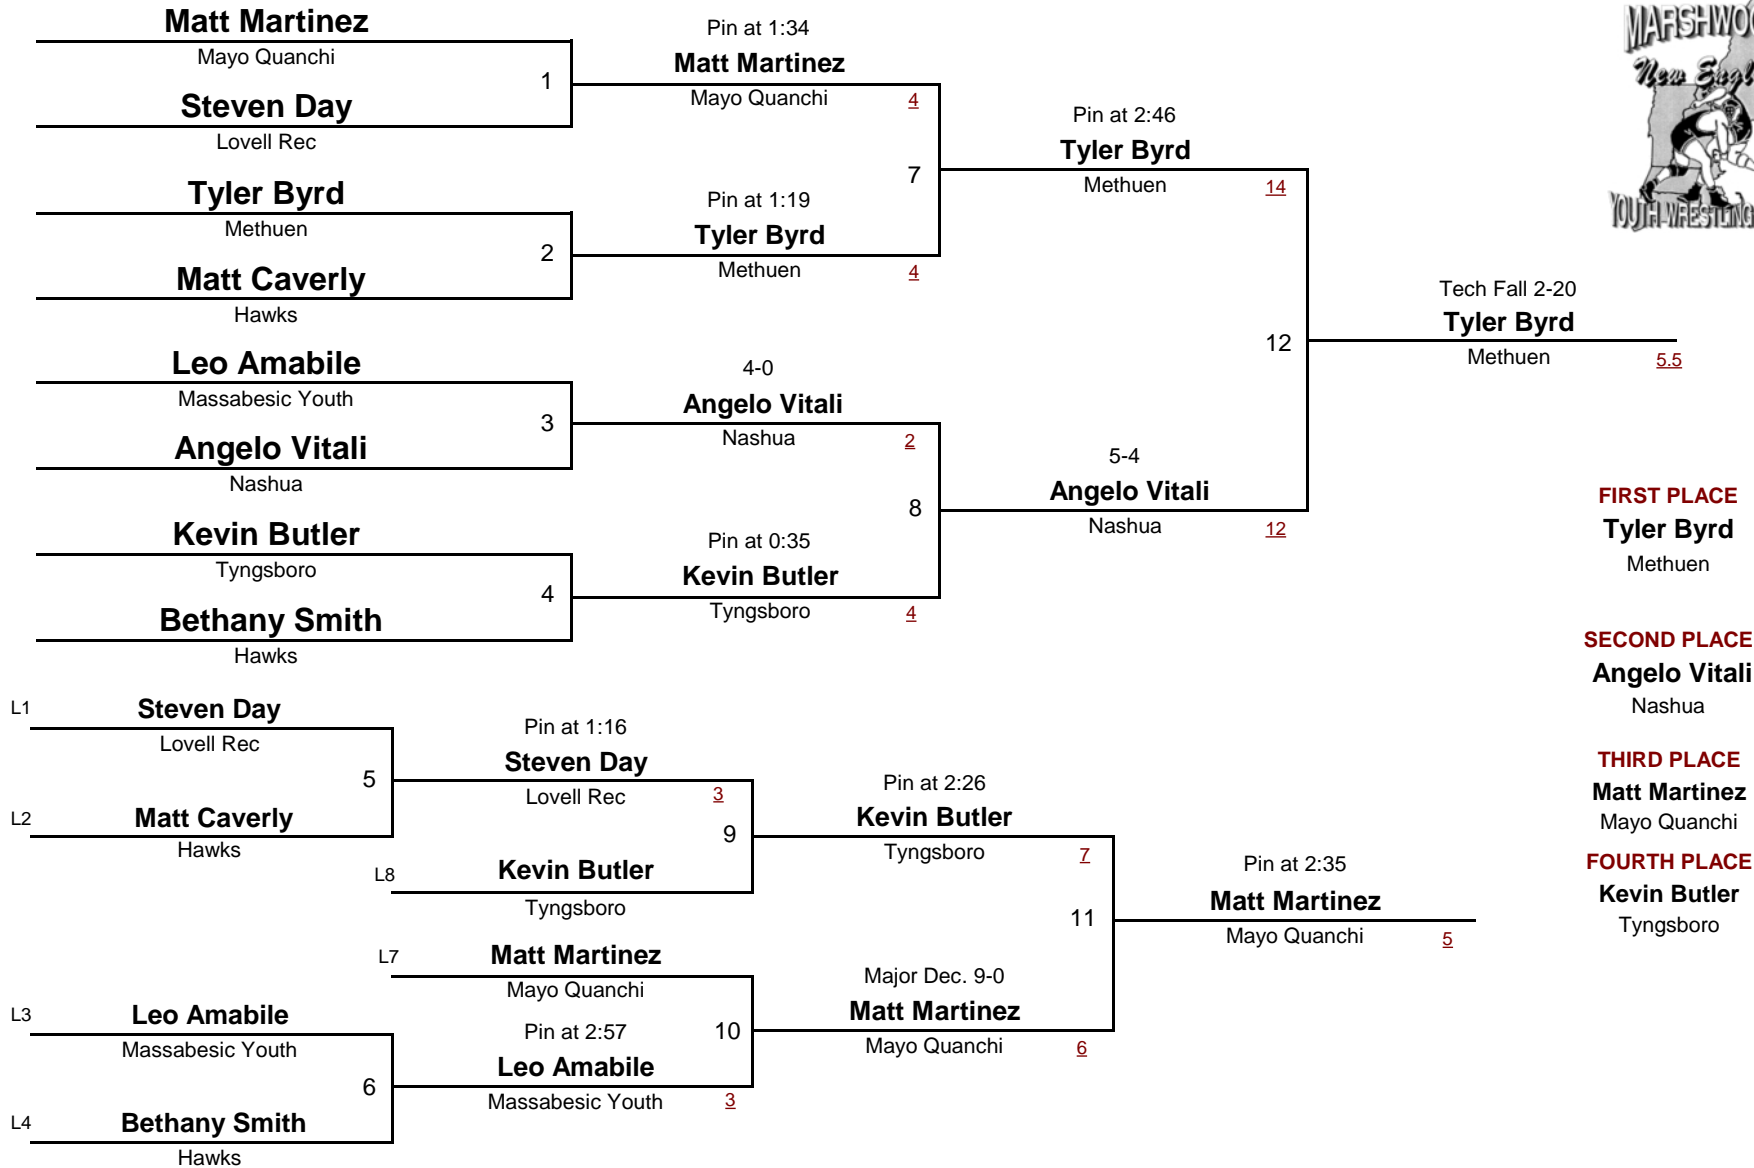 Matt Martinez
Mayo Quanchi
1
Steven Day
Lovell Rec
Tyler Byrd
Methuen
2
Matt Caverly
Hawks
Leo Amabile
Massabesic Youth
3
Angelo Vitali
Nashua
Kevin Butler
Tyngsboro
4
Bethany Smith
Hawks
Pin at 1:34
Matt Martinez
Mayo Quanchi 4
7
Pin at 1:19
Tyler Byrd
Methuen 4
4-0
Angelo Vitali
Nashua 2
8
Pin at 0:35
Kevin Butler
Tyngsboro 4
Pin at 2:46
Tyler Byrd
Methuen 14
12
5-4
Angelo Vitali
Nashua 12
Tech Fall 2-20
Tyler Byrd
Methuen 5.5
New Engl
YOUTH WRESTLING
FIRST PLACE
Tyler Byrd
Methuen
SECOND PLACE
Angelo Vitali
Nashua
THIRD PLACE
Matt Martinez
Mayo Quanchi
FOURTH PLACE
Kevin Butler
Tyngsboro
L1 Steven Day
Lovell Rec
5
L2 Matt Caverly
Hawks
L3 Leo Amabile
Massabesic Youth
6
L4 Bethany Smith
Hawks
Pin at 1:16
Steven Day
Lovell Rec 3
9
L8 Kevin Butler
Tyngsboro
L7 Matt Martinez
Mayo Quanchi
Pin at 2:57 10
Leo Amabile
Massabesic Youth 3
Pin at 2:26
Kevin Butler
Tyngsboro 7
11
Major Dec. 9-0
Matt Martinez
Mayo Quanchi 6
Pin at 2:35
Matt Martinez
Mayo Quanchi 5